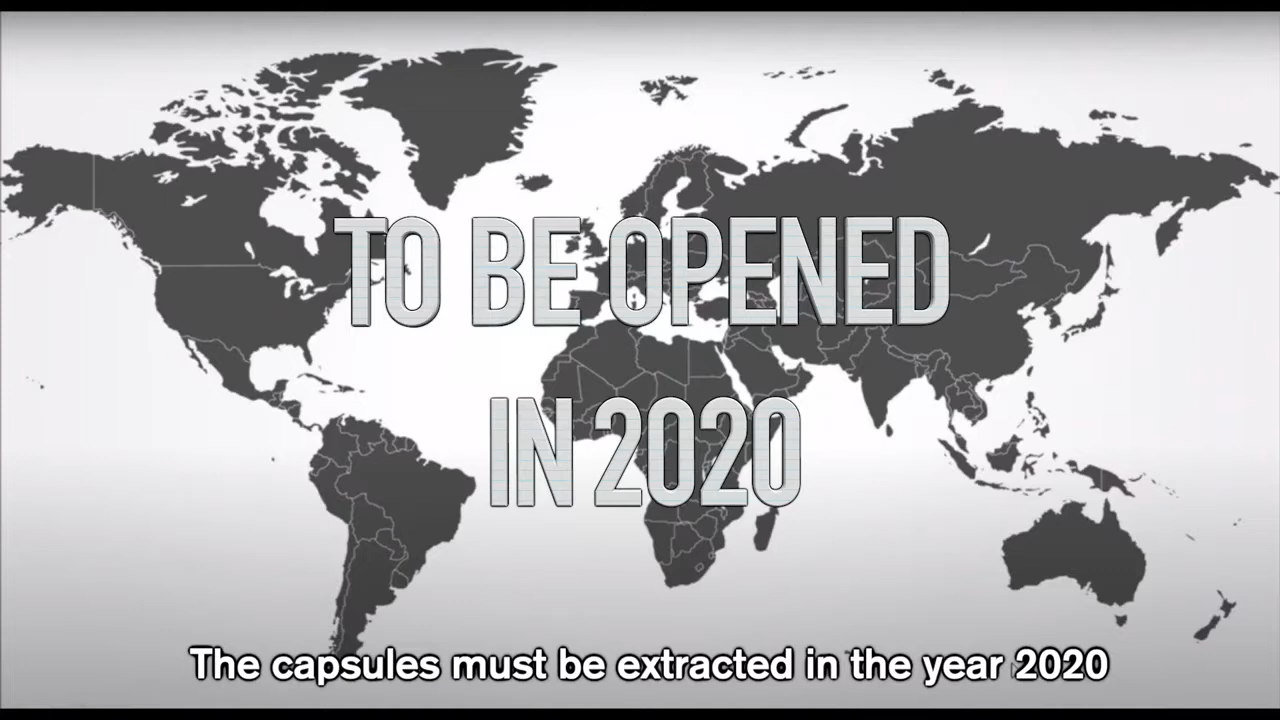 TO BE OPENED
IN 2020
The capsules must be extracted in the year 2020